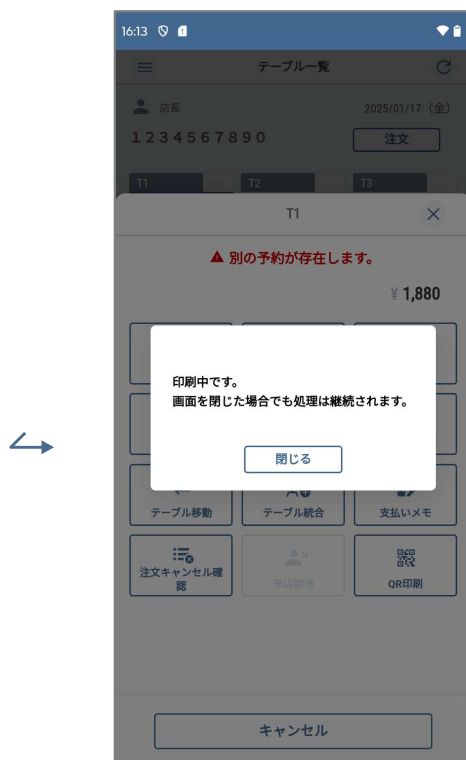 16:13
テーブル一覧
店長
2025/01/17（金）
1234567890
注文
T1
T2
T3
T1
▲ 別の予約が存在します。
¥ 1,880
印刷中です。
画面を閉じた場合でも処理は継続されます。
閉じる
テーブル移動
テーブル統合
支払いメモ
注文キャンセル確
認
来店取消
QR印刷
キャンセル